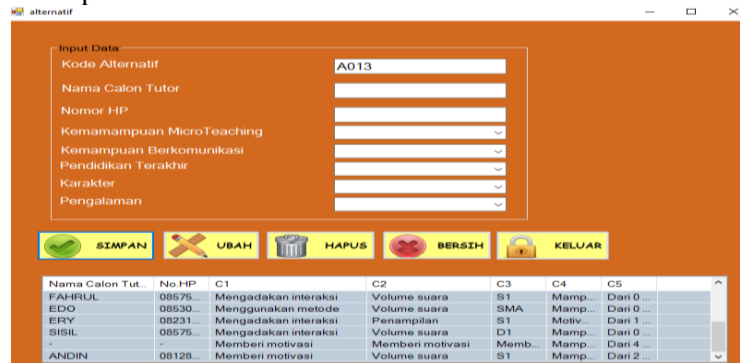 alternatif
Input Data
Kode Alternatif A013
Nama Calon Tutor
Nomor HP
Kemamampuan MicroTeaching
Kemampuan Berkomunikasi
Pendidikan Terakhir
Karakter
Pengalaman
SIMPAN UBAH HAPUS BERSIH KELUAR
Nama Calon Tut... No.HP C1 C2 C3 C4 C5
FAHRUL 08575... Mengadakan interaksi Volume suara S1 Mamp... Dari 0 ...
EDO 08530... Menggunakan metode Volume suara SMA Mamp... Dari 0 ...
ERY 08231... Mengadakan interaksi Penampilan S1 Motiv... Dari 1 ...
SISIL 08575... Mengadakan interaksi Volume suara D1 Mamp... Dari 0 ...
- - Memberi motivasi Memberi motivasi Memb... Mamp... Dari 4 ...
ANDIN 08128... Memberi motivasi Volume suara S1 Mamp... Dari 2 ...